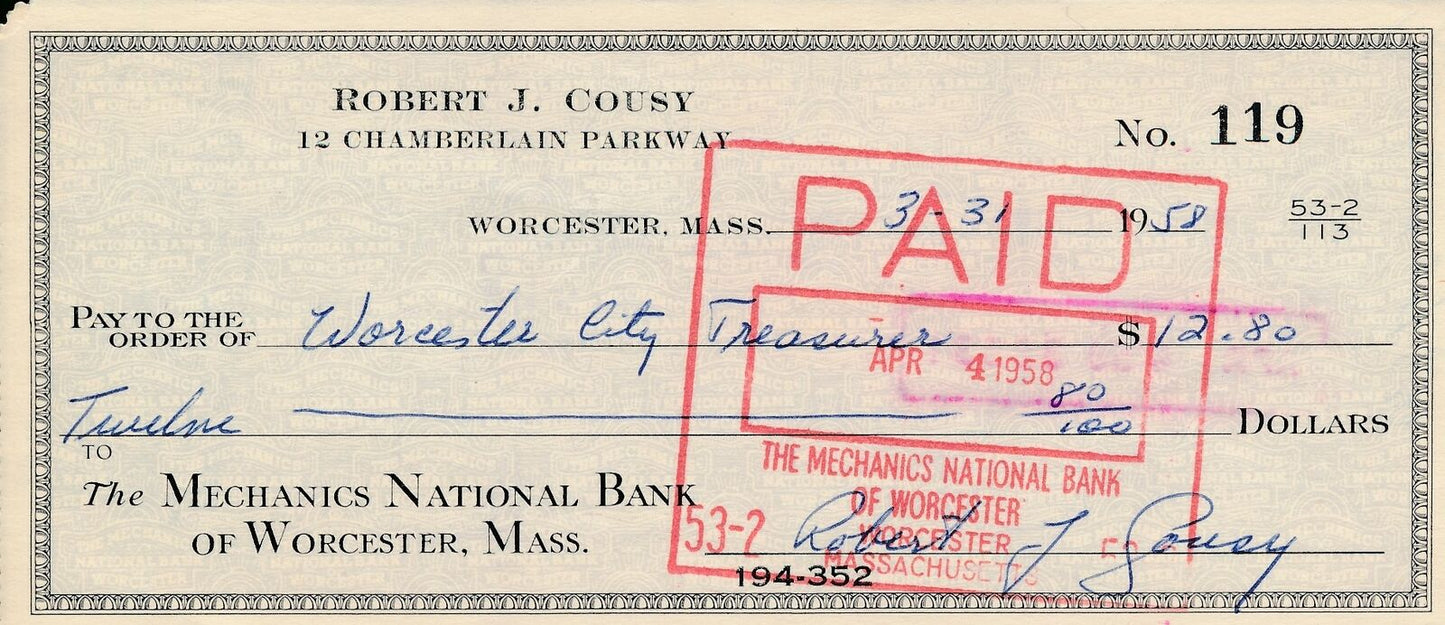 ROBERT J. COUSY
12 CHAMBERLAIN PARKWAY
No. 119
WORCESTER, MASS. 3-31 1958
53-2
113
PAID
PAY TO THE
ORDER OF Worcester City Treasurer $12.80
APR 4 1958
Twelve 80/100 DOLLARS
TO
The MECHANICS NATIONAL BANK
OF WORCESTER, MASS.
THE MECHANICS NATIONAL BANK
OF WORCESTER
WORCESTER
MASSACHUSETTS
53-2
Robert J Cousy
194-352